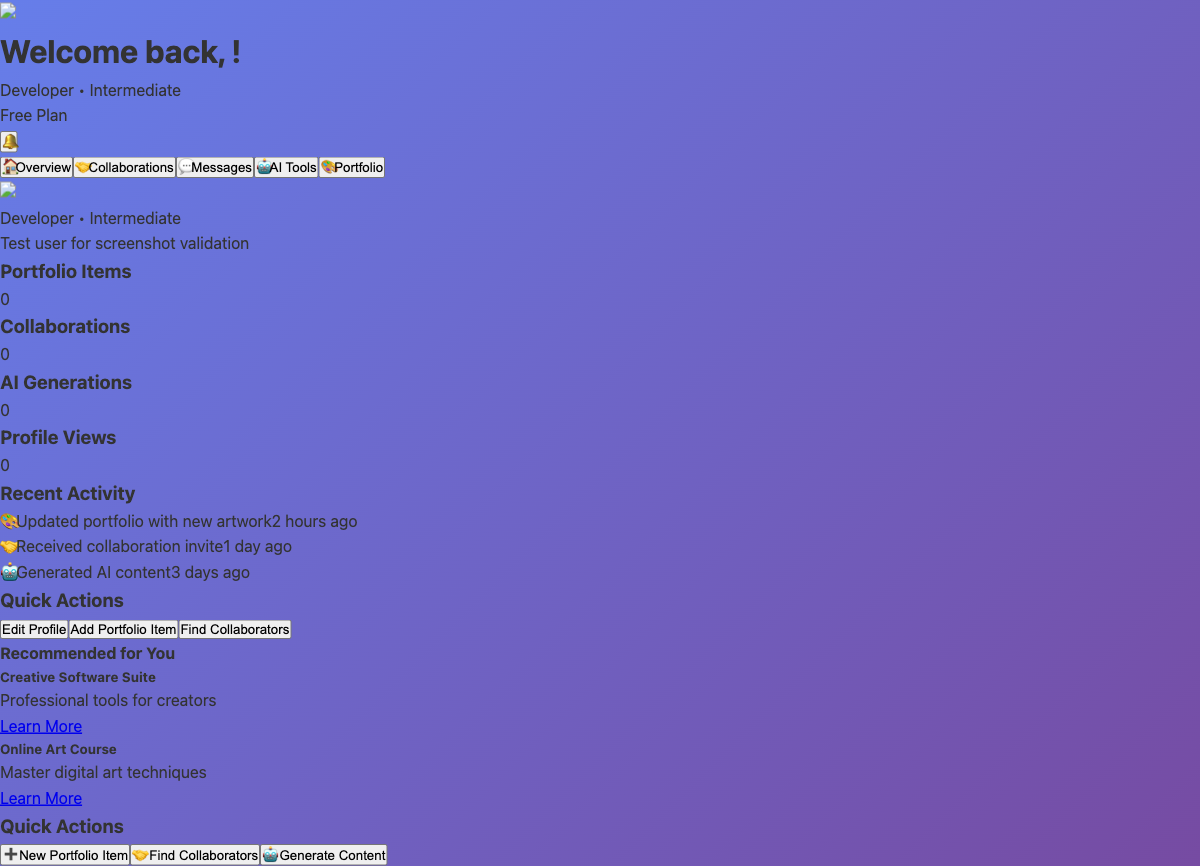 Welcome back, !
Developer • Intermediate
Free Plan
🔔
🏠Overview 🤝Collaborations 💬Messages 🤖AI Tools 🎨Portfolio
Developer • Intermediate
Test user for screenshot validation
Portfolio Items
0
Collaborations
0
AI Generations
0
Profile Views
0
Recent Activity
🎨Updated portfolio with new artwork2 hours ago
🤝Received collaboration invite1 day ago
🤖Generated AI content3 days ago
Quick Actions
Edit Profile Add Portfolio Item Find Collaborators
Recommended for You
Creative Software Suite
Professional tools for creators
Learn More
Online Art Course
Master digital art techniques
Learn More
Quick Actions
➕New Portfolio Item 🤝Find Collaborators 🤖Generate Content